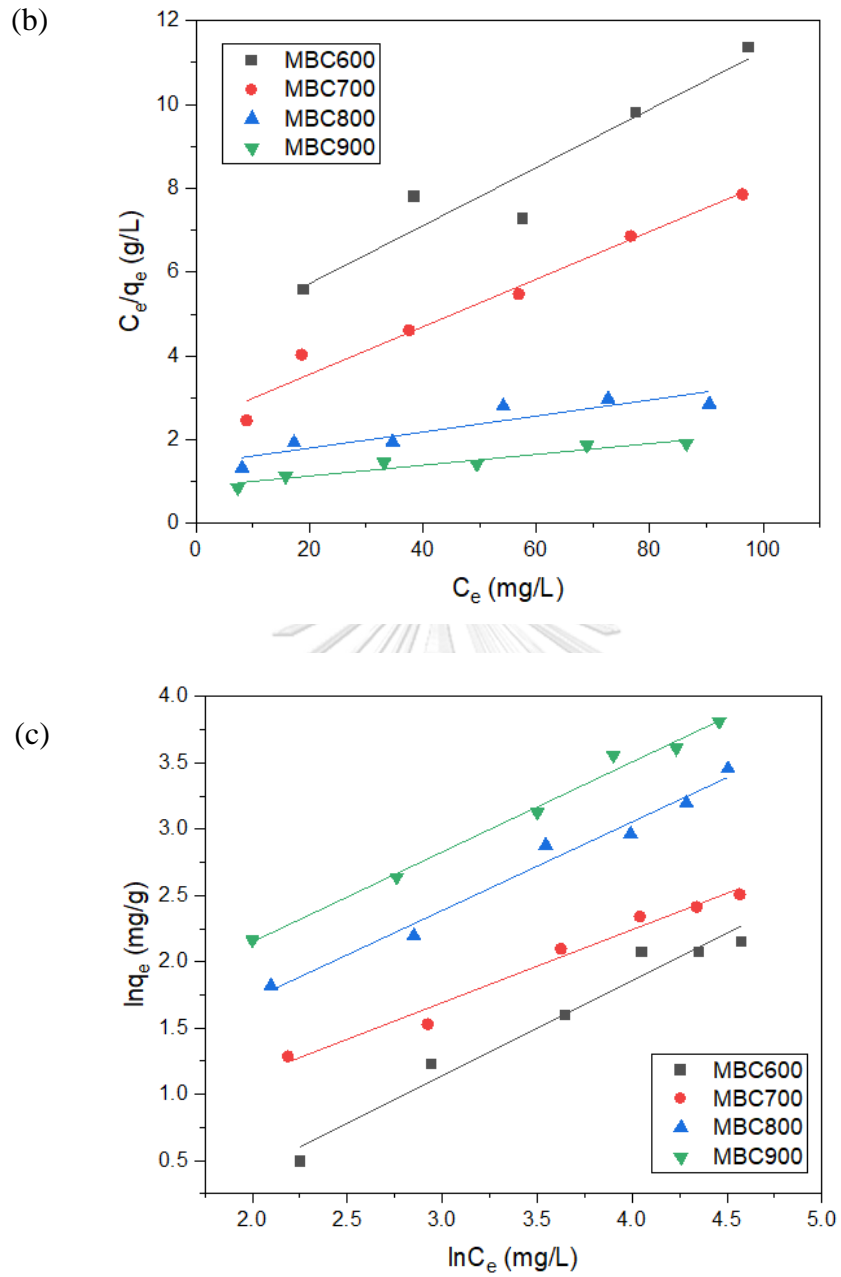 (b)
12
10
8
6
4
2
0
Cₑ/qₑ (g/L)
MBC600
MBC700
MBC800
MBC900
0 20 40 60 80 100
Cₑ (mg/L)
(c)
4.0
3.5
3.0
2.5
2.0
1.5
1.0
0.5
lnqₑ (mg/g)
MBC600
MBC700
MBC800
MBC900
2.0 2.5 3.0 3.5 4.0 4.5 5.0
lnCₑ (mg/L)